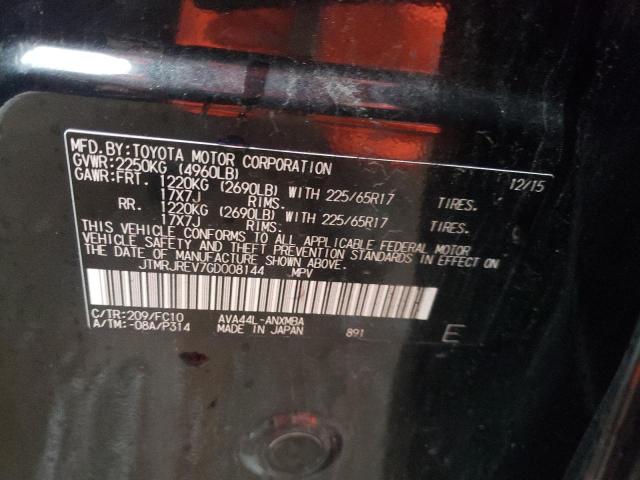 MFD.BY:TOYOTA MOTOR CORPORATION 12/15
GVWR:2250KG (4960LB)
GAWR:FRT. 1220KG (2690LB) WITH 225/65R17 TIRES.
17X7J RIMS.
RR. 1220KG (2690LB) WITH 225/65R17 TIRES.
17X7J RIMS.
THIS VEHICLE CONFORMS TO ALL APPLICABLE FEDERAL MOTOR
VEHICLE SAFETY AND THEFT PREVENTION STANDARDS IN EFFECT ON
THE DATE OF MANUFACTURE SHOWN ABOVE.
JTMRJREV7GD008144 MPV
C/TR:209/FC10 AVA44L-ANXMBA
A/TM:-08A/P314 MADE IN JAPAN 891 E